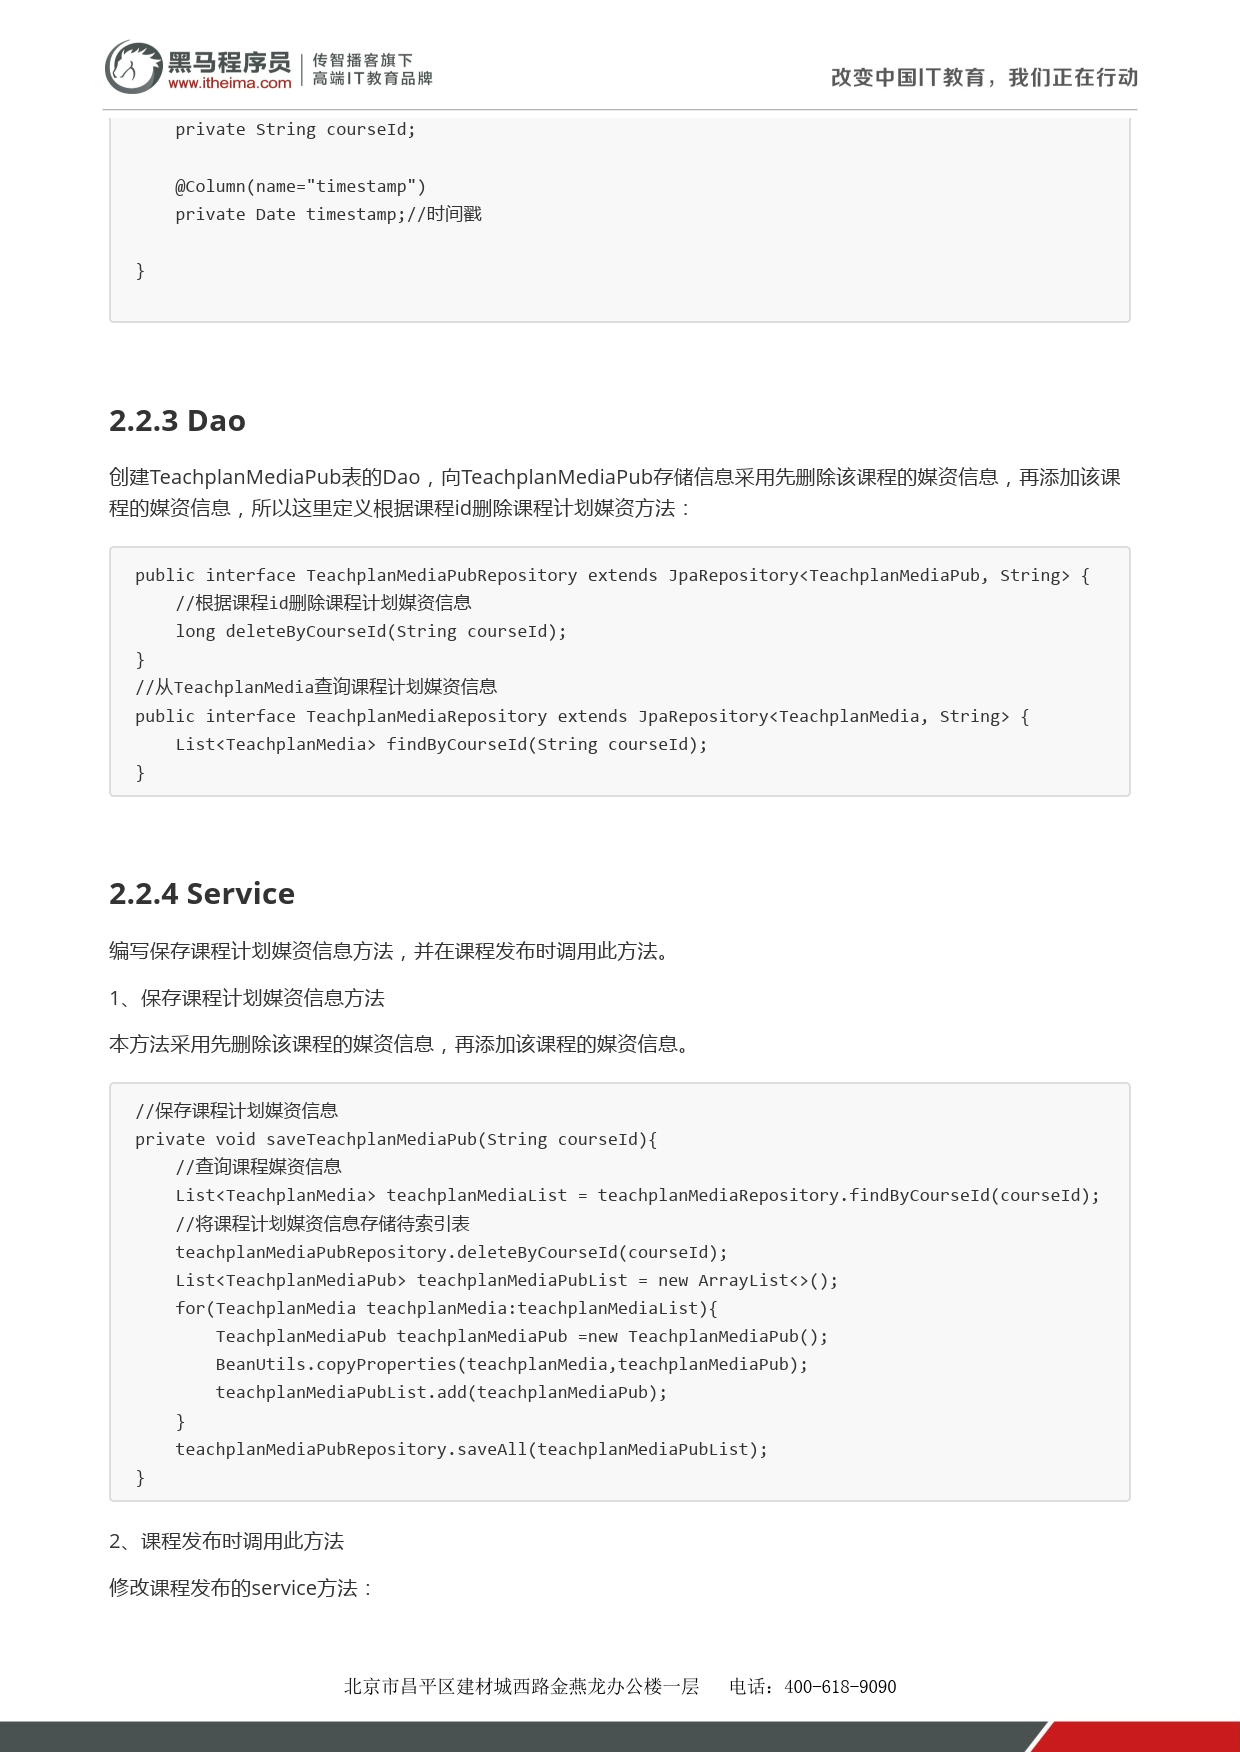 黑马程序员
www.itheima.com
传智播客旗下
高端IT教育品牌
改变中国IT教育，我们正在行动
    private String courseId;

    @Column(name="timestamp")
    private Date timestamp;//时间戳

}
2.2.3 Dao
创建TeachplanMediaPub表的Dao，向TeachplanMediaPub存储信息采用先删除该课程的媒资信息，再添加该课
程的媒资信息，所以这里定义根据课程id删除课程计划媒资方法：
public interface TeachplanMediaPubRepository extends JpaRepository<TeachplanMediaPub, String> {
    //根据课程id删除课程计划媒资信息
    long deleteByCourseId(String courseId);
}
//从TeachplanMedia查询课程计划媒资信息
public interface TeachplanMediaRepository extends JpaRepository<TeachplanMedia, String> {
    List<TeachplanMedia> findByCourseId(String courseId);
}
2.2.4 Service
编写保存课程计划媒资信息方法，并在课程发布时调用此方法。
1、保存课程计划媒资信息方法
本方法采用先删除该课程的媒资信息，再添加该课程的媒资信息。
//保存课程计划媒资信息
private void saveTeachplanMediaPub(String courseId){
    //查询课程媒资信息
    List<TeachplanMedia> teachplanMediaList = teachplanMediaRepository.findByCourseId(courseId);
    //将课程计划媒资信息存储待索引表
    teachplanMediaPubRepository.deleteByCourseId(courseId);
    List<TeachplanMediaPub> teachplanMediaPubList = new ArrayList<>();
    for(TeachplanMedia teachplanMedia:teachplanMediaList){
        TeachplanMediaPub teachplanMediaPub =new TeachplanMediaPub();
        BeanUtils.copyProperties(teachplanMedia,teachplanMediaPub);
        teachplanMediaPubList.add(teachplanMediaPub);
    }
    teachplanMediaPubRepository.saveAll(teachplanMediaPubList);
}
2、课程发布时调用此方法
修改课程发布的service方法：
北京市昌平区建材城西路金燕龙办公楼一层 电话：400-618-9090